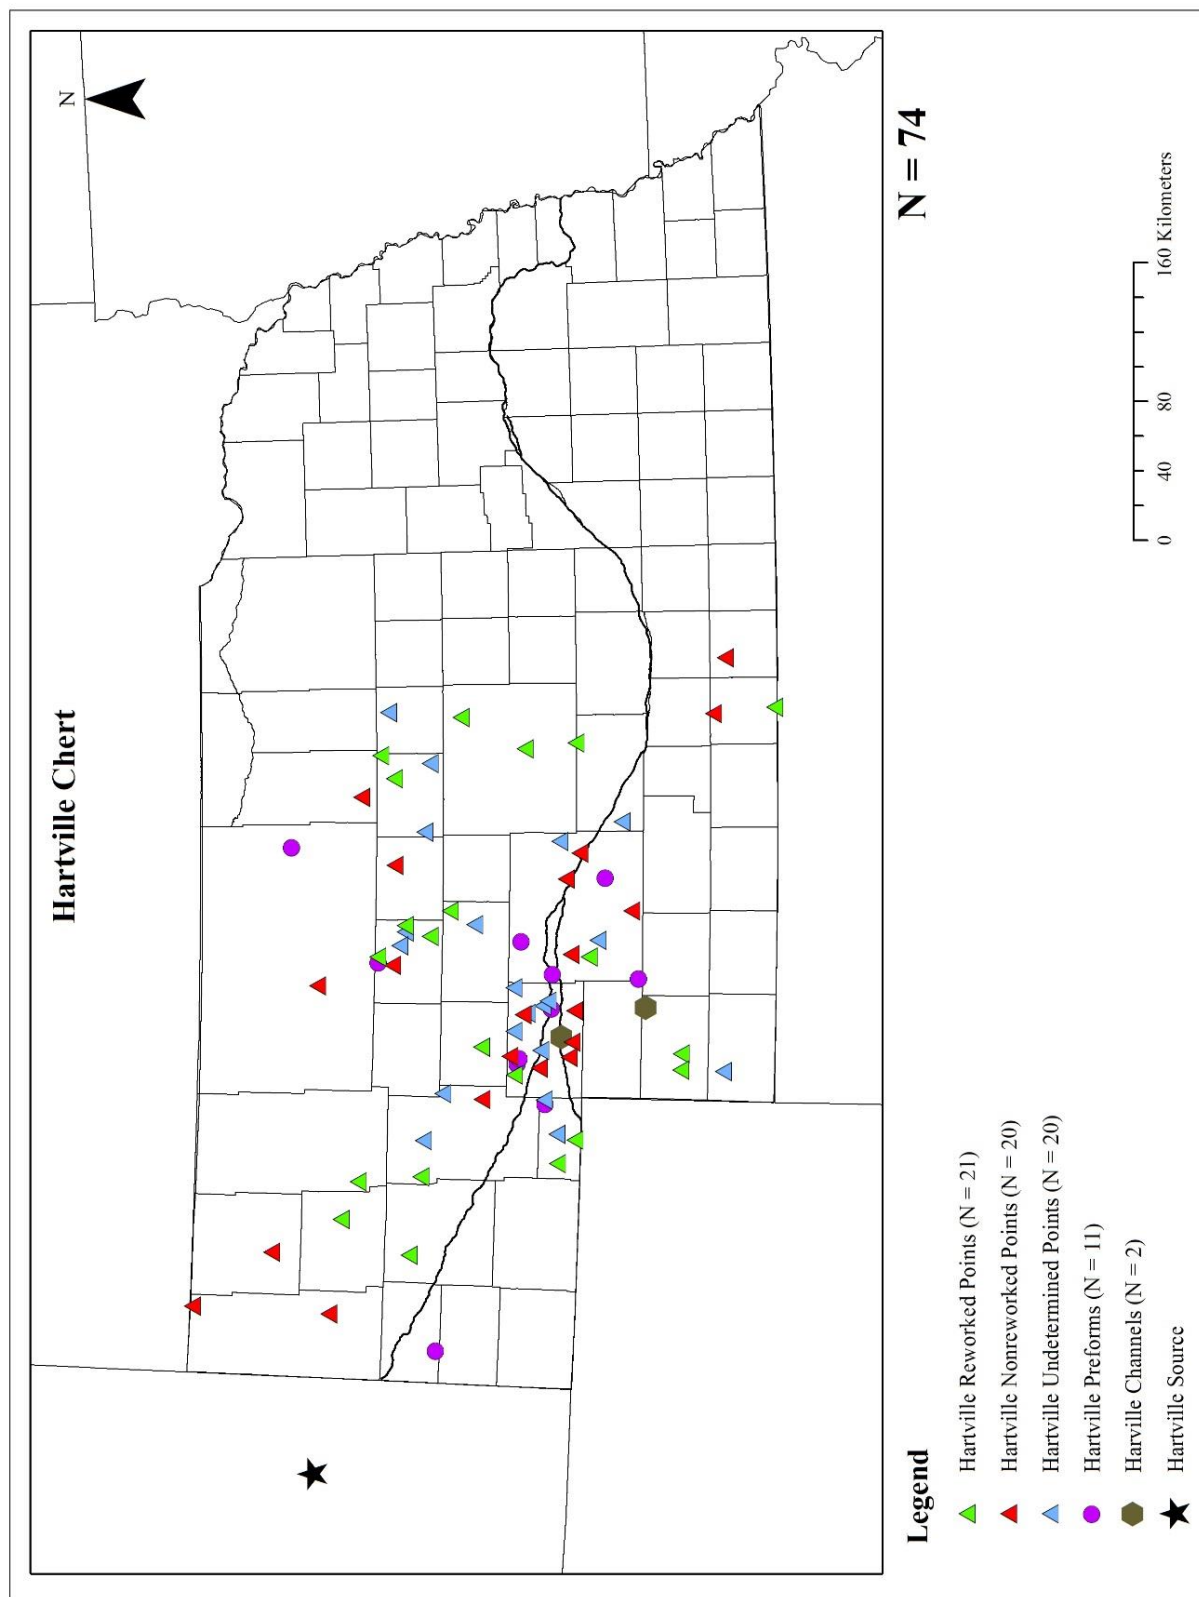 Hartville Chert
N
N = 74
Legend
Hartville Reworked Points (N = 21)
Hartville Nonreworked Points (N = 20)
Hartville Undetermined Points (N = 20)
Hartville Preforms (N = 11)
Harville Channels (N = 2)
Hartville Source
0 40 80 160 Kilometers